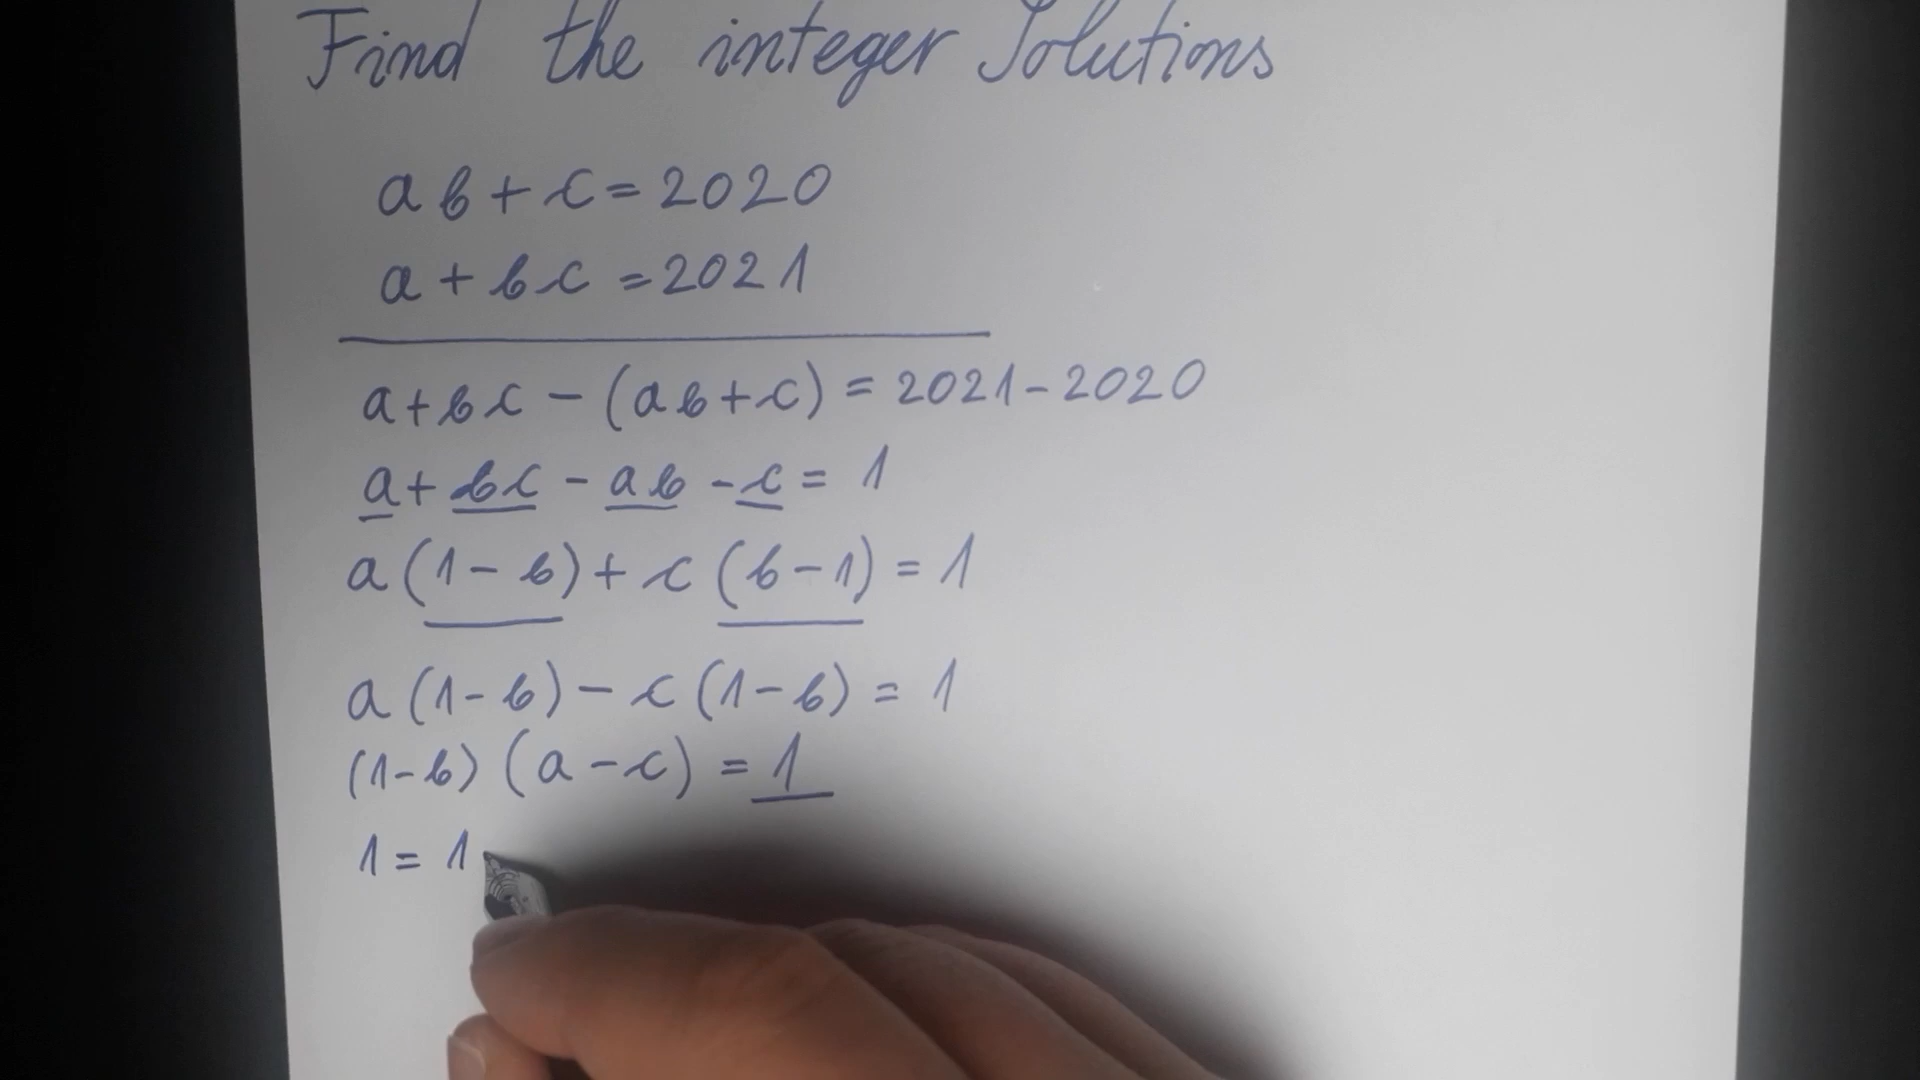 Find the integer Solutions
ab+c=2020
a+bc=2021
a+bc-(ab+c)=2021-2020
a+bc-ab-c=1
a(1-b)+c(b-1)=1
a(1-b)-c(1-b)=1
(1-b)(a-c)=1
1=1